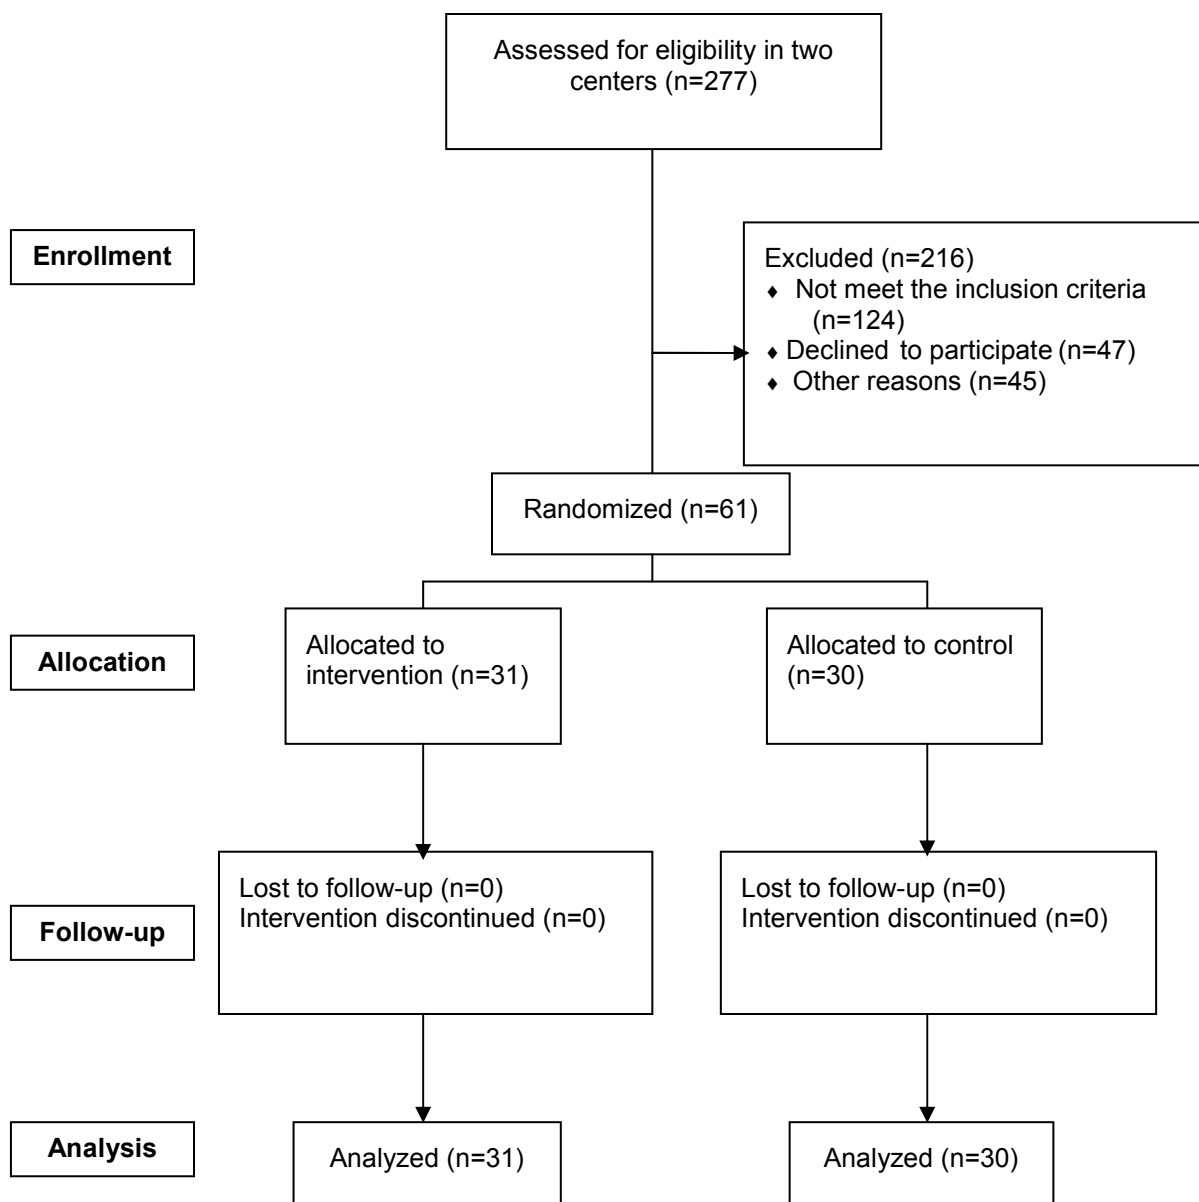 Assessed for eligibility in two
centers (n=277)
Enrollment
Excluded (n=216)
♦ Not meet the inclusion criteria
(n=124)
♦ Declined to participate (n=47)
♦ Other reasons (n=45)
Randomized (n=61)
Allocation
Allocated to
intervention (n=31)
Allocated to control
(n=30)
Follow-up
Lost to follow-up (n=0)
Intervention discontinued (n=0)
Lost to follow-up (n=0)
Intervention discontinued (n=0)
Analysis
Analyzed (n=31)
Analyzed (n=30)